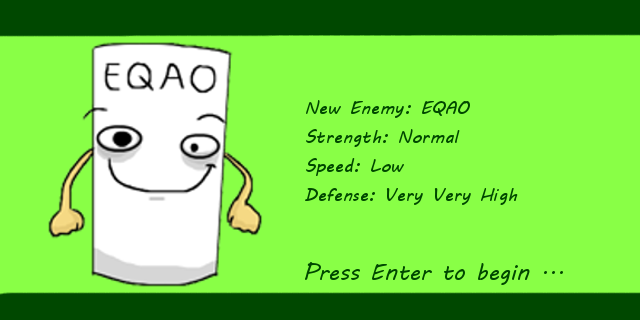 EQAO
New Enemy: EQAO
Strength: Normal
Speed: Low
Defense: Very Very High
Press Enter to begin ...